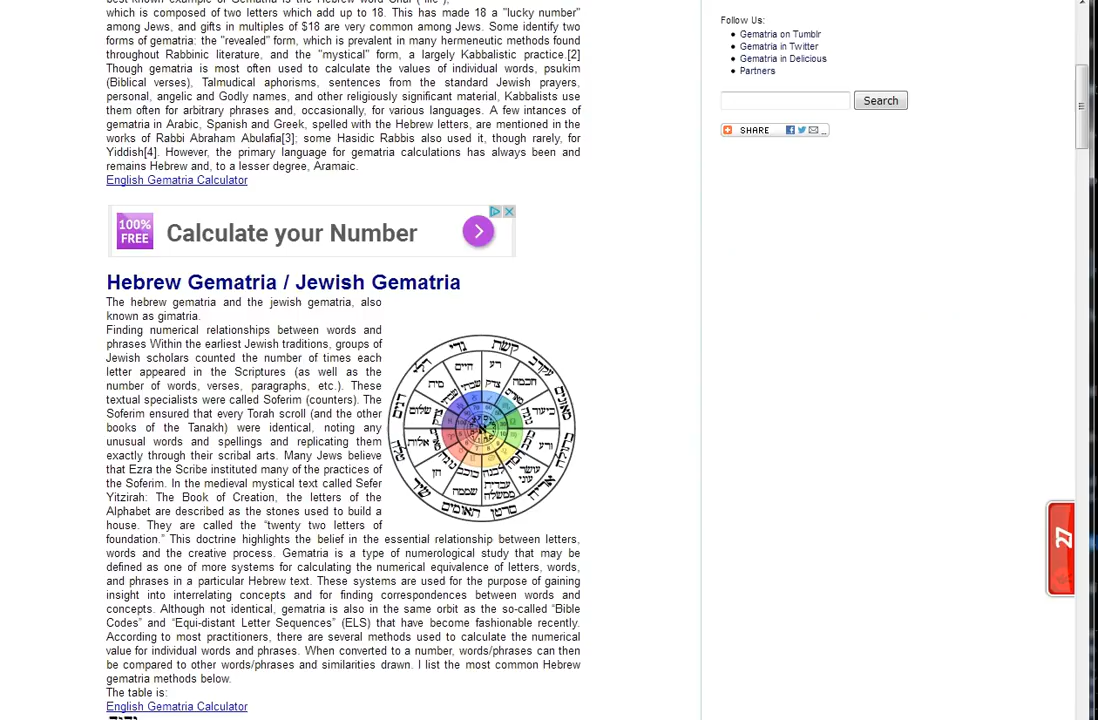 which is composed of two letters which add up to 18. This has made 18 a "lucky number"
among Jews, and gifts in multiples of $18 are very common among Jews. Some identify two
forms of gematria: the "revealed" form, which is prevalent in many hermeneutic methods found
throughout Rabbinic literature, and the "mystical" form, a largely Kabbalistic practice.[2]
Though gematria is most often used to calculate the values of individual words, psukim
(Biblical verses), Talmudical aphorisms, sentences from the standard Jewish prayers,
personal, angelic and Godly names, and other religiously significant material, Kabbalists use
them often for arbitrary phrases and, occasionally, for various languages. A few intances of
gematria in Arabic, Spanish and Greek, spelled with the Hebrew letters, are mentioned in the
works of Rabbi Abraham Abulafia[3]; some Hasidic Rabbis also used it, though rarely, for
Yiddish[4]. However, the primary language for gematria calculations has always been and
remains Hebrew and, to a lesser degree, Aramaic.
English Gematria Calculator
100%
FREE
Calculate your Number
Hebrew Gematria / Jewish Gematria
The hebrew gematria and the jewish gematria, also
known as gimatria.
Finding numerical relationships between words and
phrases Within the earliest Jewish traditions, groups of
Jewish scholars counted the number of times each
letter appeared in the Scriptures (as well as the
number of words, verses, paragraphs, etc.). These
textual specialists were called Soferim (counters). The
Soferim ensured that every Torah scroll (and the other
books of the Tanakh) were identical, noting any
unusual words and spellings and replicating them
exactly through their scribal arts. Many Jews believe
that Ezra the Scribe instituted many of the practices of
the Soferim. In the medieval mystical text called Sefer
Yitzirah: The Book of Creation, the letters of the
Alphabet are described as the stones used to build a
house. They are called the “twenty two letters of
foundation.” This doctrine highlights the belief in the essential relationship between letters,
words and the creative process. Gematria is a type of numerological study that may be
defined as one of more systems for calculating the numerical equivalence of letters, words,
and phrases in a particular Hebrew text. These systems are used for the purpose of gaining
insight into interrelating concepts and for finding correspondences between words and
concepts. Although not identical, gematria is also in the same orbit as the so-called “Bible
Codes” and “Equi-distant Letter Sequences” (ELS) that have become fashionable recently.
According to most practitioners, there are several methods used to calculate the numerical
value for individual words and phrases. When converted to a number, words/phrases can then
be compared to other words/phrases and similarities drawn. I list the most common Hebrew
gematria methods below.
The table is:
English Gematria Calculator
קשת
עקרב
מאזנים
בתולה
אריה
סרטן
תאומים
שור
טלה
דגים
דלי
גדי
רע
חכמה
זרע
חן
שממה
שלום
חיים
Follow Us:
Gematria on Tumblr
Gematria in Twitter
Gematria in Delicious
Partners
Search
SHARE
27